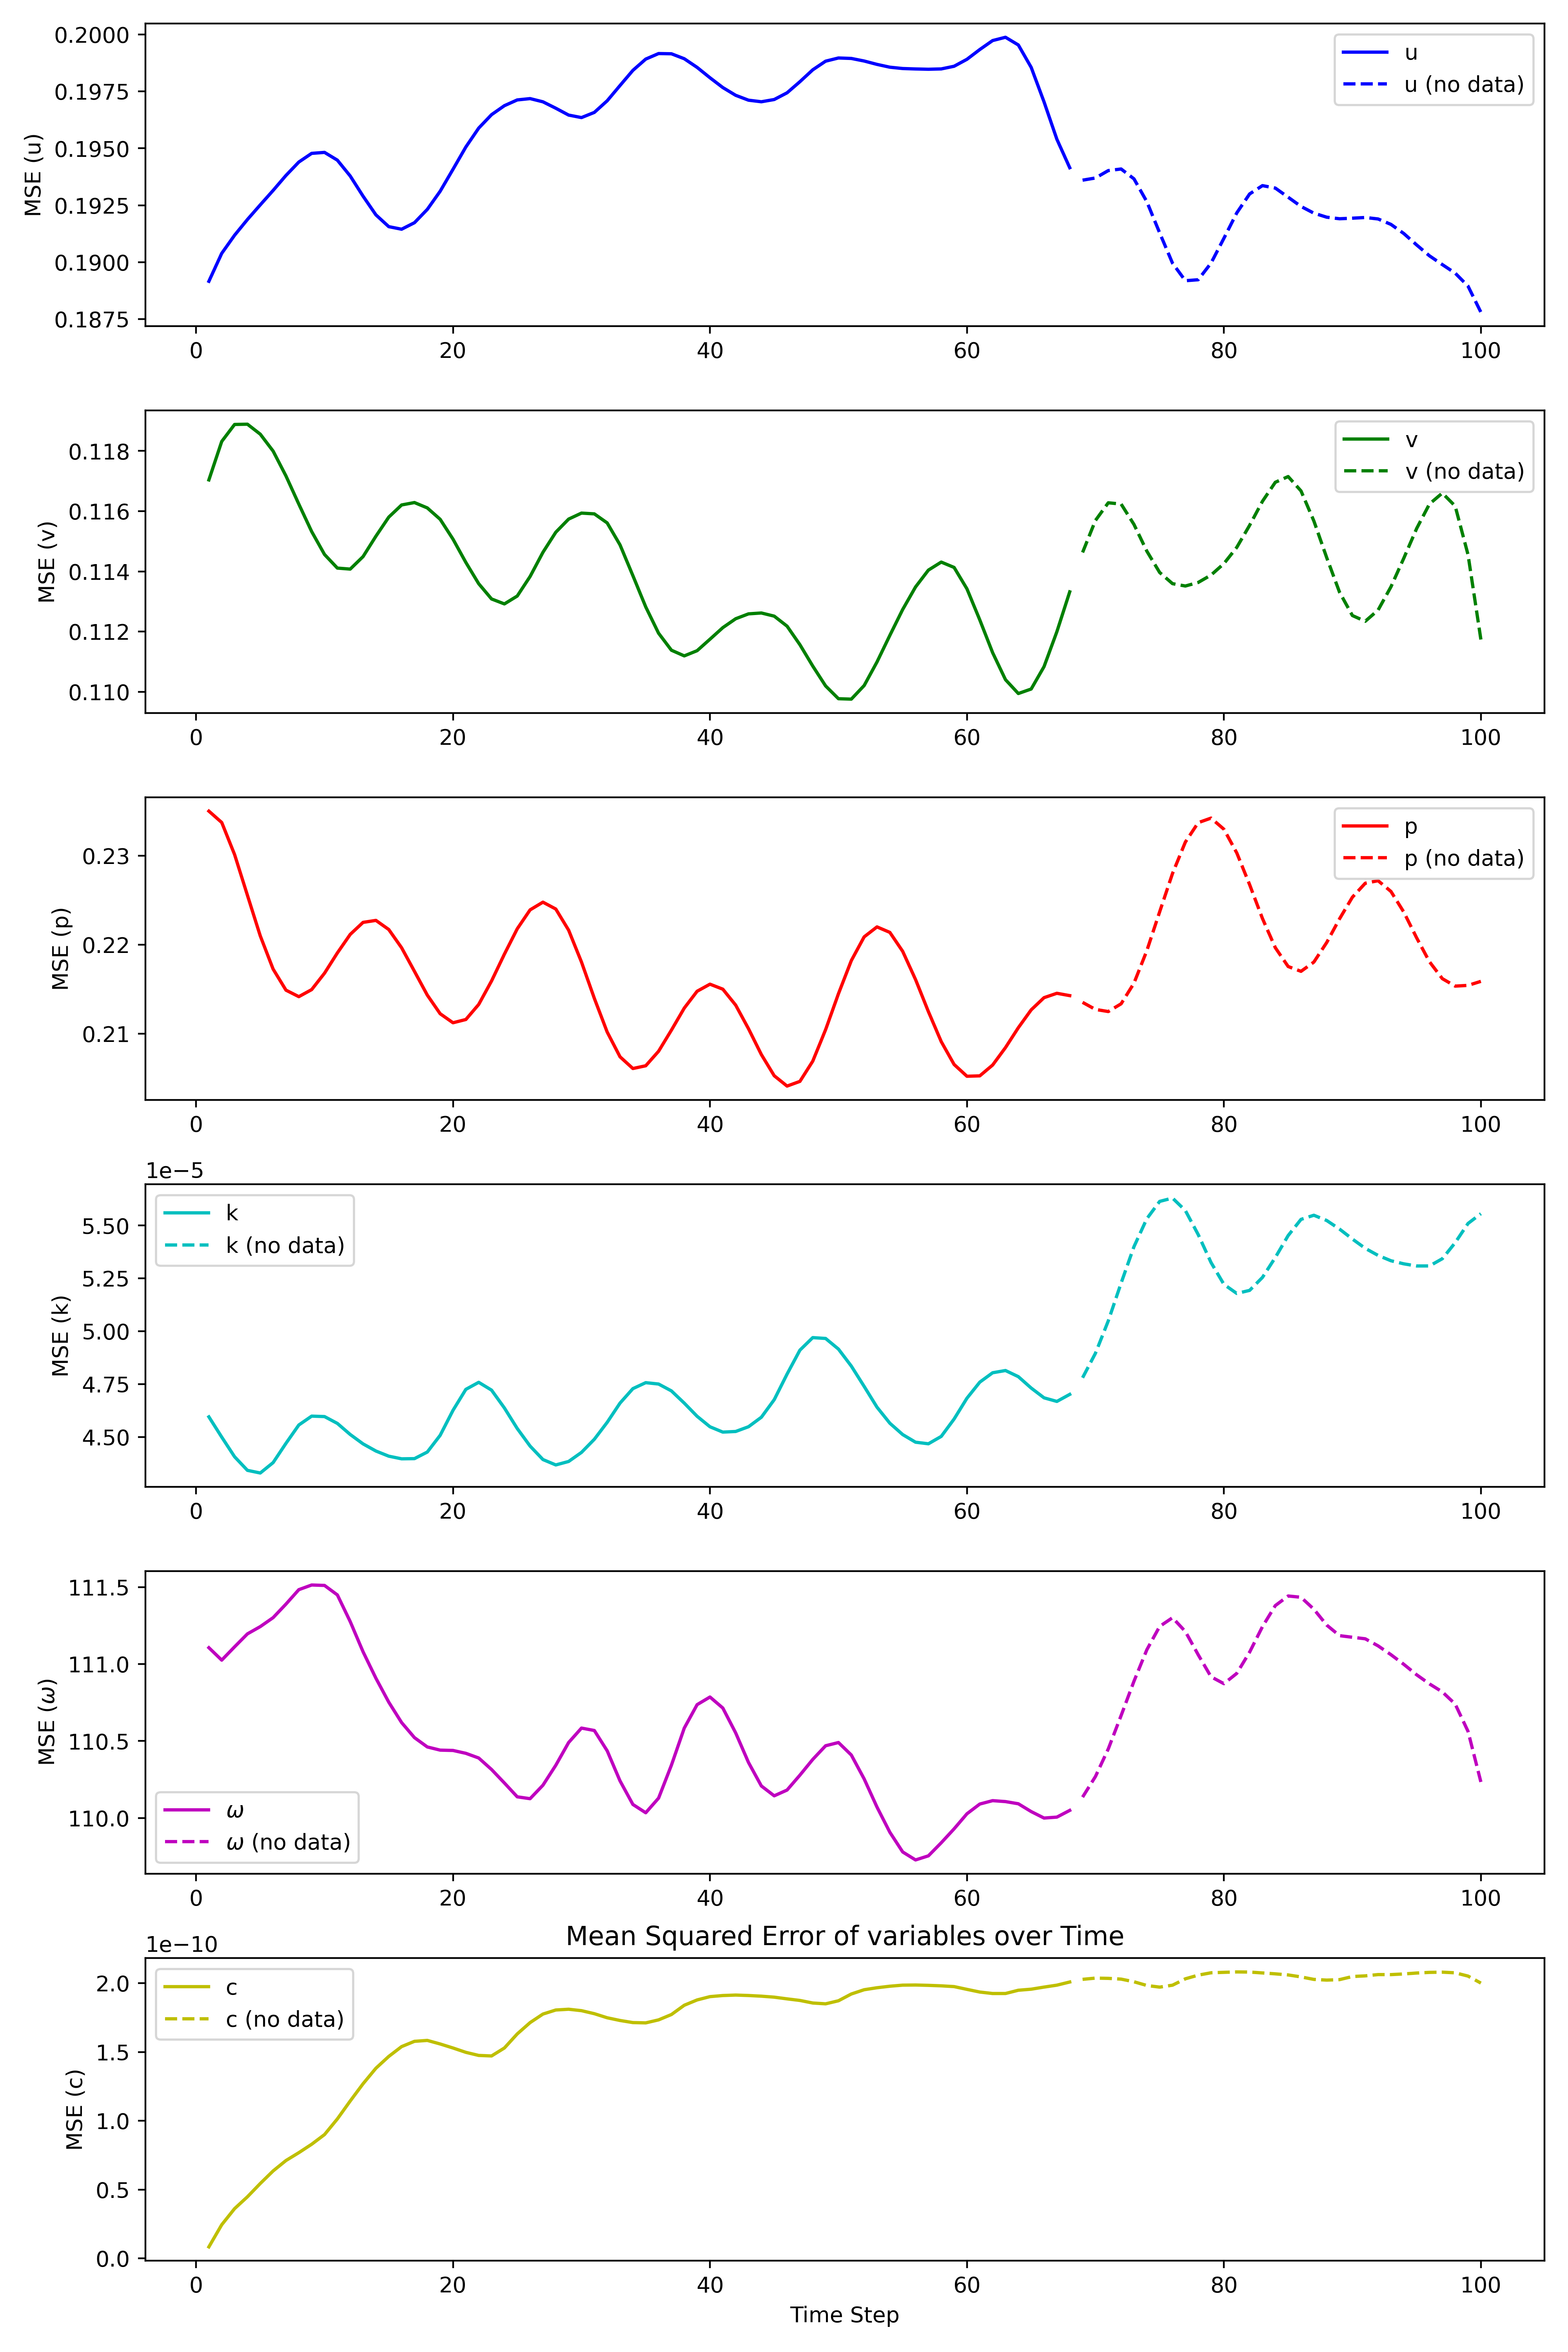 0.2000
0.1975
0.1950
0.1925
0.1900
0.1875
MSE (u)
u
u (no data)
0 20 40 60 80 100
0.118
0.116
0.114
0.112
0.110
MSE (v)
v
v (no data)
0 20 40 60 80 100
0.23
0.22
0.21
MSE (p)
p
p (no data)
0 20 40 60 80 100
1e−5
5.50
5.25
5.00
4.75
4.50
MSE (k)
k
k (no data)
0 20 40 60 80 100
111.5
111.0
110.5
110.0
MSE (ω)
ω
ω (no data)
0 20 40 60 80 100
Mean Squared Error of variables over Time
1e−10
2.0
1.5
1.0
0.5
0.0
MSE (c)
c
c (no data)
0 20 40 60 80 100
Time Step